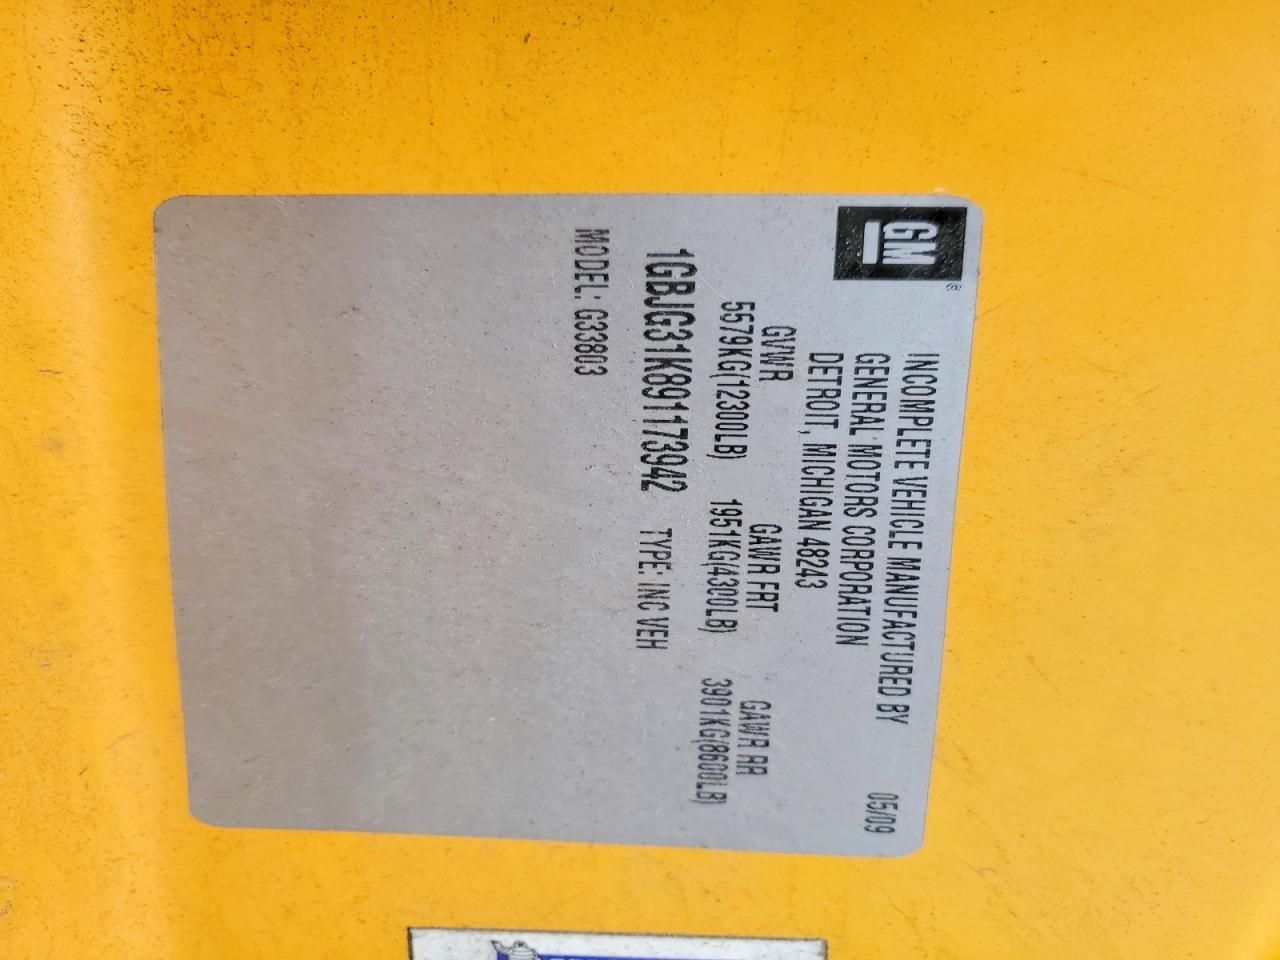 GM
INCOMPLETE VEHICLE MANUFACTURED BY 05/09
GENERAL MOTORS CORPORATION
DETROIT, MICHIGAN 48243
GVWR GAWR FRT GAWR RR
5579KG(12300LB) 1951KG(4300LB) 3901KG(8600LB)
1GBJG31K891173942 TYPE: INC VEH
MODEL: G33803